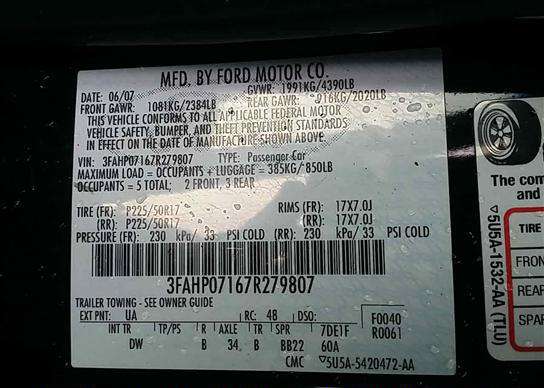 MFD. BY FORD MOTOR CO.
DATE: 06/07 GVWR: 1991KG/4390LB
FRONT GAWR: 1081KG/2384LB REAR GAWR: 916KG/2020LB
THIS VEHICLE CONFORMS TO ALL APPLICABLE FEDERAL MOTOR
VEHICLE SAFETY, BUMPER, AND THEFT PREVENTION STANDARDS
IN EFFECT ON THE DATE OF MANUFACTURE SHOWN ABOVE.
VIN: 3FAHP07167R279807 TYPE: Passenger Car
MAXIMUM LOAD = OCCUPANTS + LUGGAGE = 385KG/850LB
OCCUPANTS = 5 TOTAL; 2 FRONT, 3 REAR
TIRE (FR): P225/50R17 RIMS (FR): 17X7.0J
(RR): P225/50R17 (RR): 17X7.0J
PRESSURE (FR): 230 kPa/ 33 PSI COLD (RR): 230 kPa/ 33 PSI COLD
3FAHP07167R279807
TRAILER TOWING - SEE OWNER GUIDE
EXT PNT: UA RC: 48 DSO: F0040
INT TR TP/PS R AXLE TR SPR 7DE1F R0061
DW B 34 B BB22 60A
CMC ▽5U5A-5420472-AA
▽5U5A-1532-AA (TLU)
The com
and
TIRE
FRON
REAR
SPAR